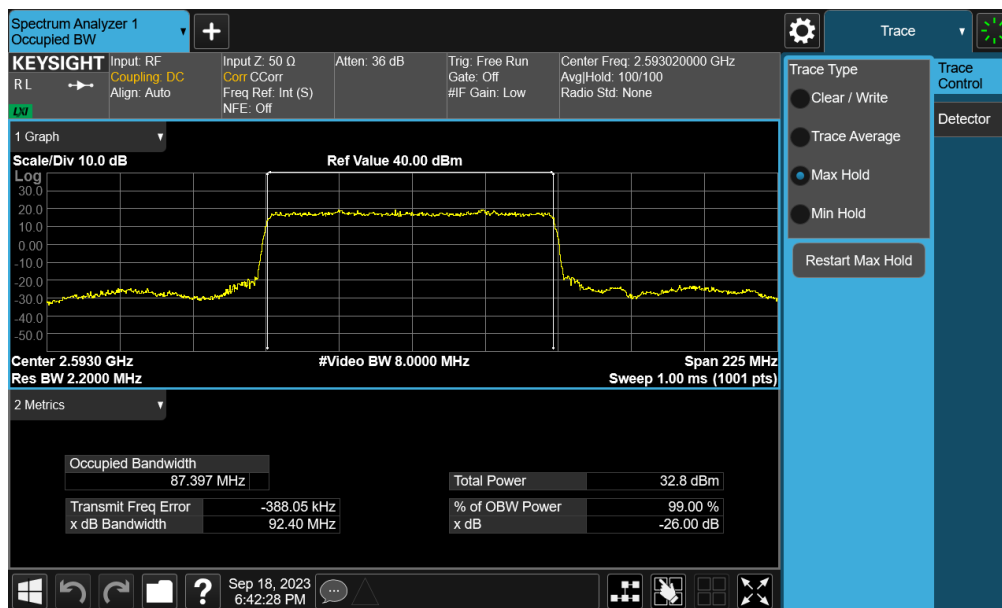 Spectrum Analyzer 1
Occupied BW
Trace
KEYSIGHT
R L
LXI
Input: RF
Coupling: DC
Align: Auto
Input Z: 50 Ω
Corr CCorr
Freq Ref: Int (S)
NFE: Off
Atten: 36 dB
Trig: Free Run
Gate: Off
#IF Gain: Low
Center Freq: 2.593020000 GHz
Avg|Hold: 100/100
Radio Std: None
Trace Type
Clear / Write
Trace Average
Max Hold
Min Hold
Restart Max Hold
Trace
Control
Detector
1 Graph
Scale/Div 10.0 dB
Ref Value 40.00 dBm
Log
30.0
20.0
10.0
0.00
-10.0
-20.0
-30.0
-40.0
-50.0
Center 2.5930 GHz
#Video BW 8.0000 MHz
Span 225 MHz
Res BW 2.2000 MHz
Sweep 1.00 ms (1001 pts)
2 Metrics
Occupied Bandwidth
87.397 MHz
Total Power 32.8 dBm
Transmit Freq Error -388.05 kHz
% of OBW Power 99.00 %
x dB Bandwidth 92.40 MHz
x dB -26.00 dB
?
Sep 18, 2023
6:42:28 PM